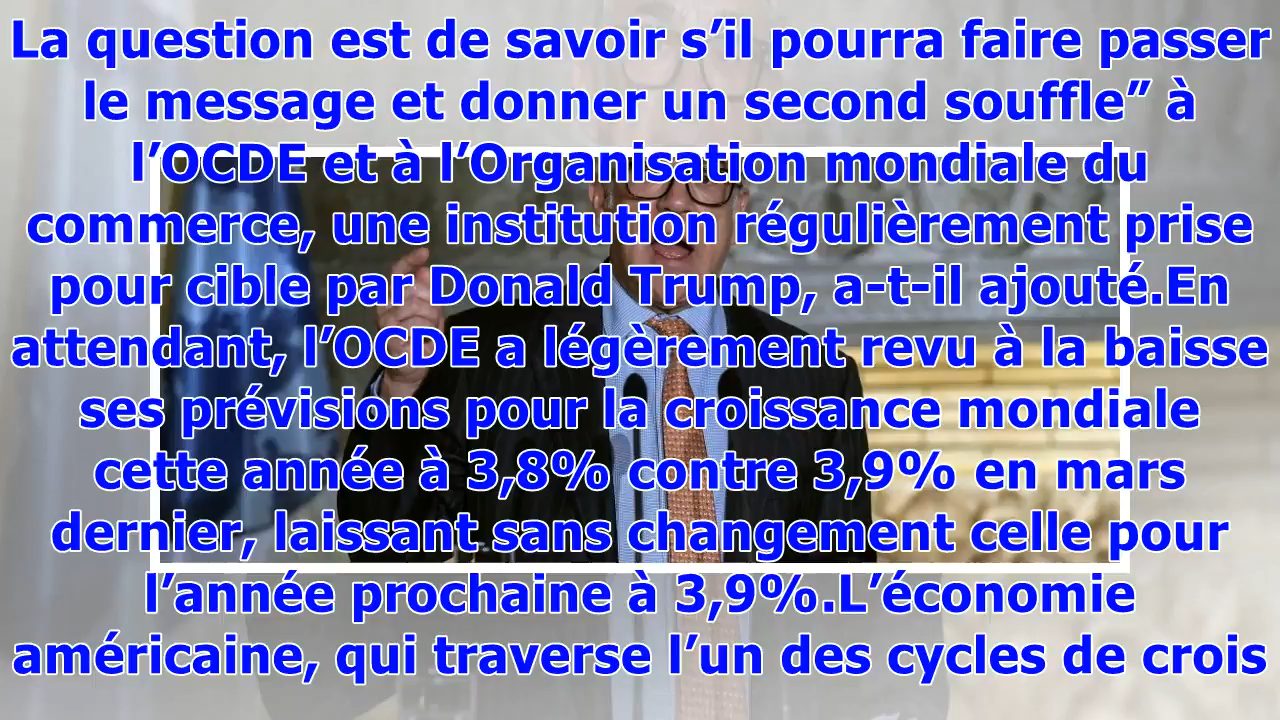 La question est de savoir s’il pourra faire passer
le message et donner un second souffle” à
l’OCDE et à l’Organisation mondiale du
commerce, une institution régulièrement prise
pour cible par Donald Trump, a-t-il ajouté.En
attendant, l’OCDE a légèrement revu à la baisse
ses prévisions pour la croissance mondiale
cette année à 3,8% contre 3,9% en mars
dernier, laissant sans changement celle pour
l’année prochaine à 3,9%.L’économie
américaine, qui traverse l’un des cycles de crois